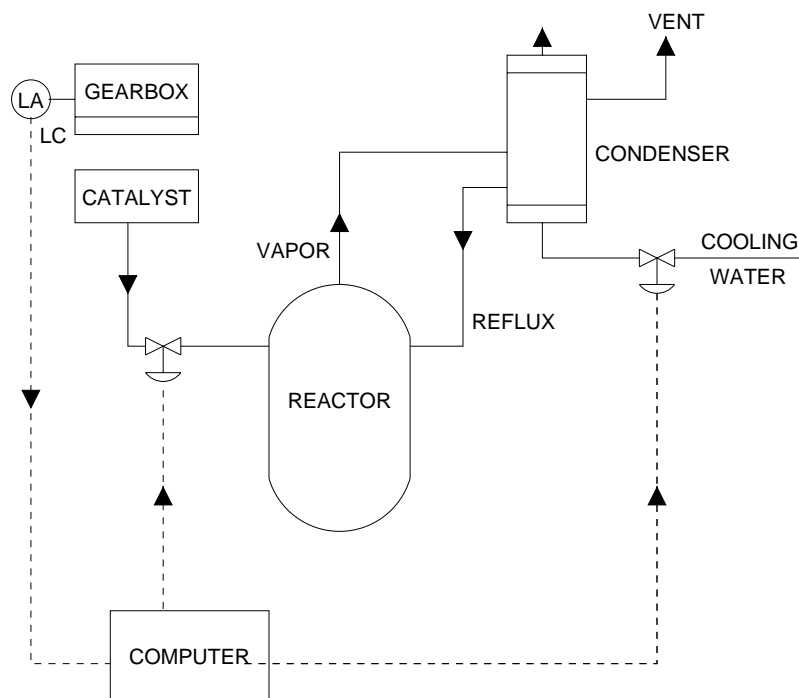 VENT
LA
GEARBOX
LC
CONDENSER
CATALYST
COOLING
WATER
VAPOR
REFLUX
REACTOR
COMPUTER